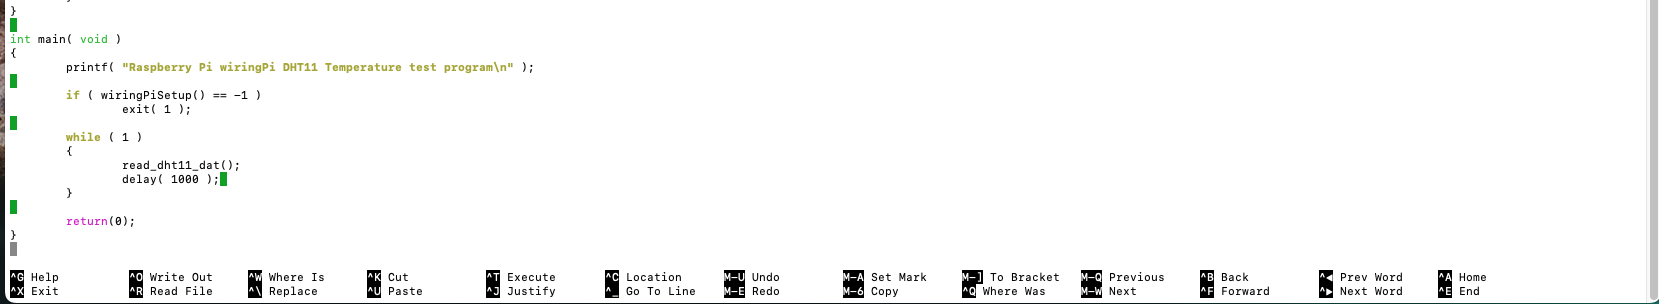 }
int main( void )
{
        printf( "Raspberry Pi wiringPi DHT11 Temperature test program\n" );
        if ( wiringPiSetup() == -1 )
                exit( 1 );
        while ( 1 )
        {
                read_dht11_dat();
                delay( 1000 );
        }
        return(0);
}
^G Help ^O Write Out ^W Where Is ^K Cut ^T Execute ^C Location M-U Undo M-A Set Mark M-] To Bracket M-Q Previous ^B Back ^◀ Prev Word ^A Home
^X Exit ^R Read File ^\ Replace ^U Paste ^J Justify ^_ Go To Line M-E Redo M-6 Copy ^Q Where Was M-W Next ^F Forward ^▶ Next Word ^E End